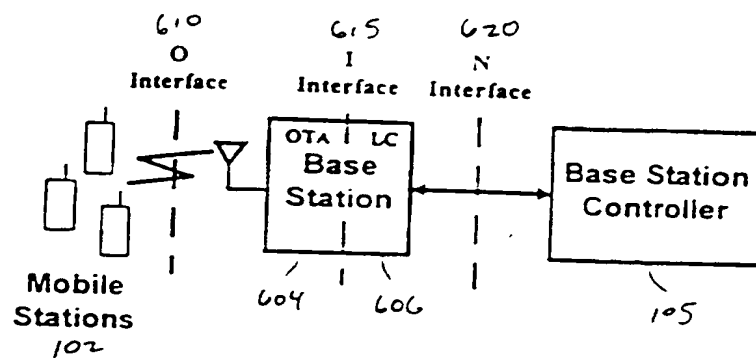 610
O
Interface
615
I
Interface
620
N
Interface
OTA LC
Base
Station
Base Station
Controller
604
606
105
Mobile
Stations
102